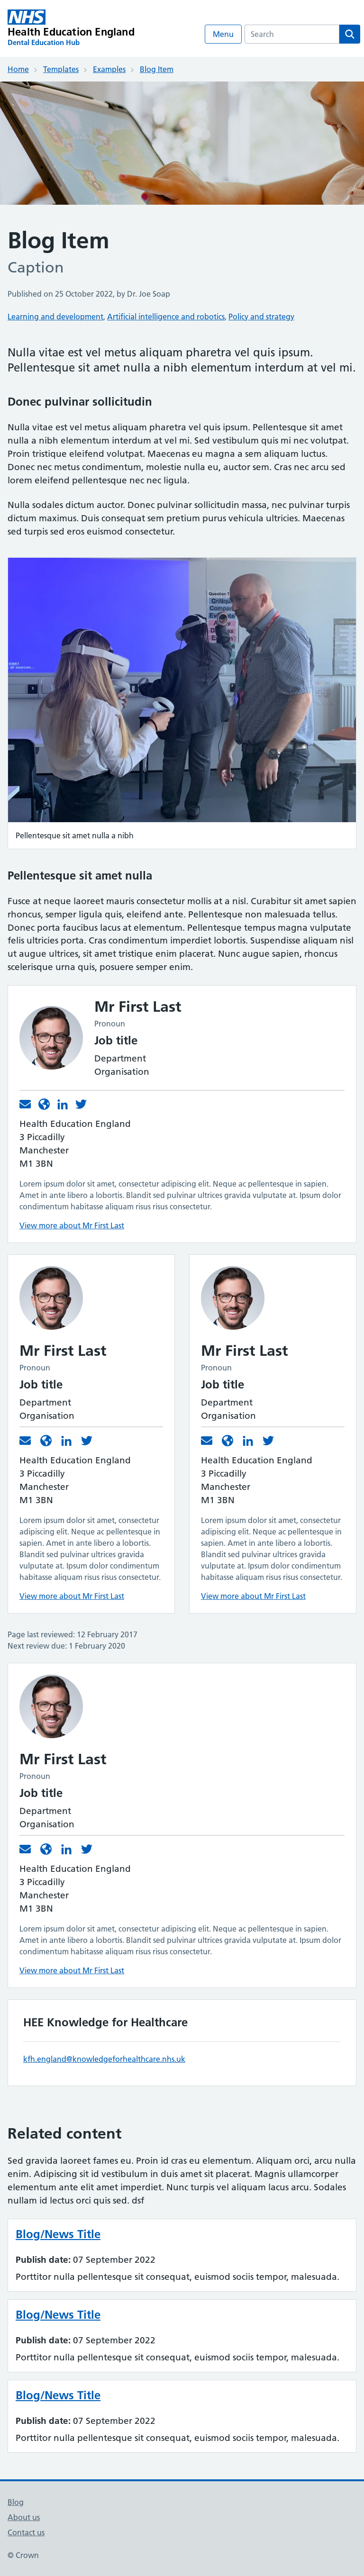 NHS
Health Education England
Dental Education Hub
Menu
Search
Home
Templates
Examples
Blog Item
Blog Item
Caption
Published on 25 October 2022, by Dr. Joe Soap
Learning and development, Artificial intelligence and robotics, Policy and strategy
Nulla vitae est vel metus aliquam pharetra vel quis ipsum.
Pellentesque sit amet nulla a nibh elementum interdum at vel mi.
Donec pulvinar sollicitudin
Nulla vitae est vel metus aliquam pharetra vel quis ipsum. Pellentesque sit amet
nulla a nibh elementum interdum at vel mi. Sed vestibulum quis mi nec volutpat.
Proin tristique eleifend volutpat. Maecenas eu magna a sem aliquam luctus.
Donec nec metus condimentum, molestie nulla eu, auctor sem. Cras nec arcu sed
lorem eleifend pellentesque nec nec ligula.
Nulla sodales dictum auctor. Donec pulvinar sollicitudin massa, nec pulvinar turpis
dictum maximus. Duis consequat sem pretium purus vehicula ultricies. Maecenas
sed turpis sed eros euismod consectetur.
Pellentesque sit amet nulla a nibh
Pellentesque sit amet nulla
Fusce at neque laoreet mauris consectetur mollis at a nisl. Curabitur sit amet sapien
rhoncus, semper ligula quis, eleifend ante. Pellentesque non malesuada tellus.
Donec porta faucibus lacus at elementum. Pellentesque tempus magna vulputate
felis ultricies porta. Cras condimentum imperdiet lobortis. Suspendisse aliquam nisl
ut augue ultrices, sit amet tristique enim placerat. Nunc augue sapien, rhoncus
scelerisque urna quis, posuere semper enim.
Mr First Last
Pronoun
Job title
Department
Organisation
Health Education England
3 Piccadilly
Manchester
M1 3BN
Lorem ipsum dolor sit amet, consectetur adipiscing elit. Neque ac pellentesque in sapien.
Amet in ante libero a lobortis. Blandit sed pulvinar ultrices gravida vulputate at. Ipsum dolor
condimentum habitasse aliquam risus risus consectetur.
View more about Mr First Last
Mr First Last
Pronoun
Job title
Department
Organisation
Health Education England
3 Piccadilly
Manchester
M1 3BN
Lorem ipsum dolor sit amet, consectetur
adipiscing elit. Neque ac pellentesque in
sapien. Amet in ante libero a lobortis.
Blandit sed pulvinar ultrices gravida
vulputate at. Ipsum dolor condimentum
habitasse aliquam risus risus consectetur.
View more about Mr First Last
Mr First Last
Pronoun
Job title
Department
Organisation
Health Education England
3 Piccadilly
Manchester
M1 3BN
Lorem ipsum dolor sit amet, consectetur
adipiscing elit. Neque ac pellentesque in
sapien. Amet in ante libero a lobortis.
Blandit sed pulvinar ultrices gravida
vulputate at. Ipsum dolor condimentum
habitasse aliquam risus risus consectetur.
View more about Mr First Last
Page last reviewed: 12 February 2017
Next review due: 1 February 2020
Mr First Last
Pronoun
Job title
Department
Organisation
Health Education England
3 Piccadilly
Manchester
M1 3BN
Lorem ipsum dolor sit amet, consectetur adipiscing elit. Neque ac pellentesque in sapien.
Amet in ante libero a lobortis. Blandit sed pulvinar ultrices gravida vulputate at. Ipsum dolor
condimentum habitasse aliquam risus risus consectetur.
View more about Mr First Last
HEE Knowledge for Healthcare
kfh.england@knowledgeforhealthcare.nhs.uk
Related content
Sed gravida laoreet fames eu. Proin id cras eu elementum. Aliquam orci, arcu nulla
enim. Adipiscing sit id vestibulum in duis amet sit placerat. Magnis ullamcorper
elementum ante elit amet imperdiet. Nunc turpis vel aliquam lacus arcu. Sodales
nullam id lectus orci quis sed. dsf
Blog/News Title
Publish date: 07 September 2022
Porttitor nulla pellentesque sit consequat, euismod sociis tempor, malesuada.
Blog/News Title
Publish date: 07 September 2022
Porttitor nulla pellentesque sit consequat, euismod sociis tempor, malesuada.
Blog/News Title
Publish date: 07 September 2022
Porttitor nulla pellentesque sit consequat, euismod sociis tempor, malesuada.
Blog
About us
Contact us
© Crown